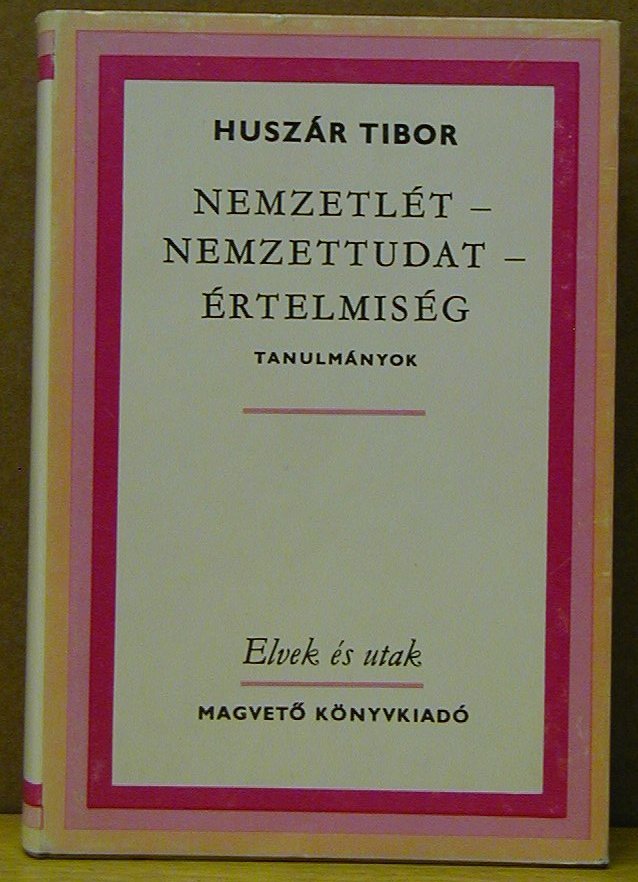 HUSZÁR TIBOR
NEMZETLÉT –
NEMZETTUDAT –
ÉRTELMISÉG
TANULMÁNYOK
Elvek és utak
MAGVETŐ KÖNYVKIADÓ